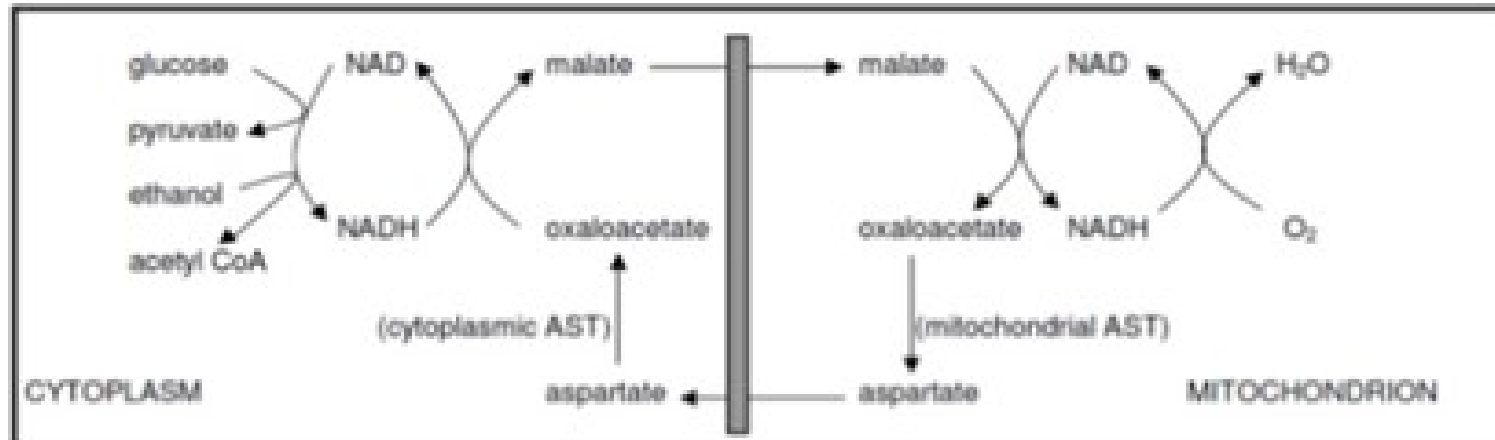 glucose NAD malate malate NAD H₂O
pyruvate
ethanol
NADH oxaloacetate oxaloacetate NADH O₂
acetyl CoA
(cytoplasmic AST) (mitochondrial AST)
CYTOPLASM aspartate aspartate MITOCHONDRION